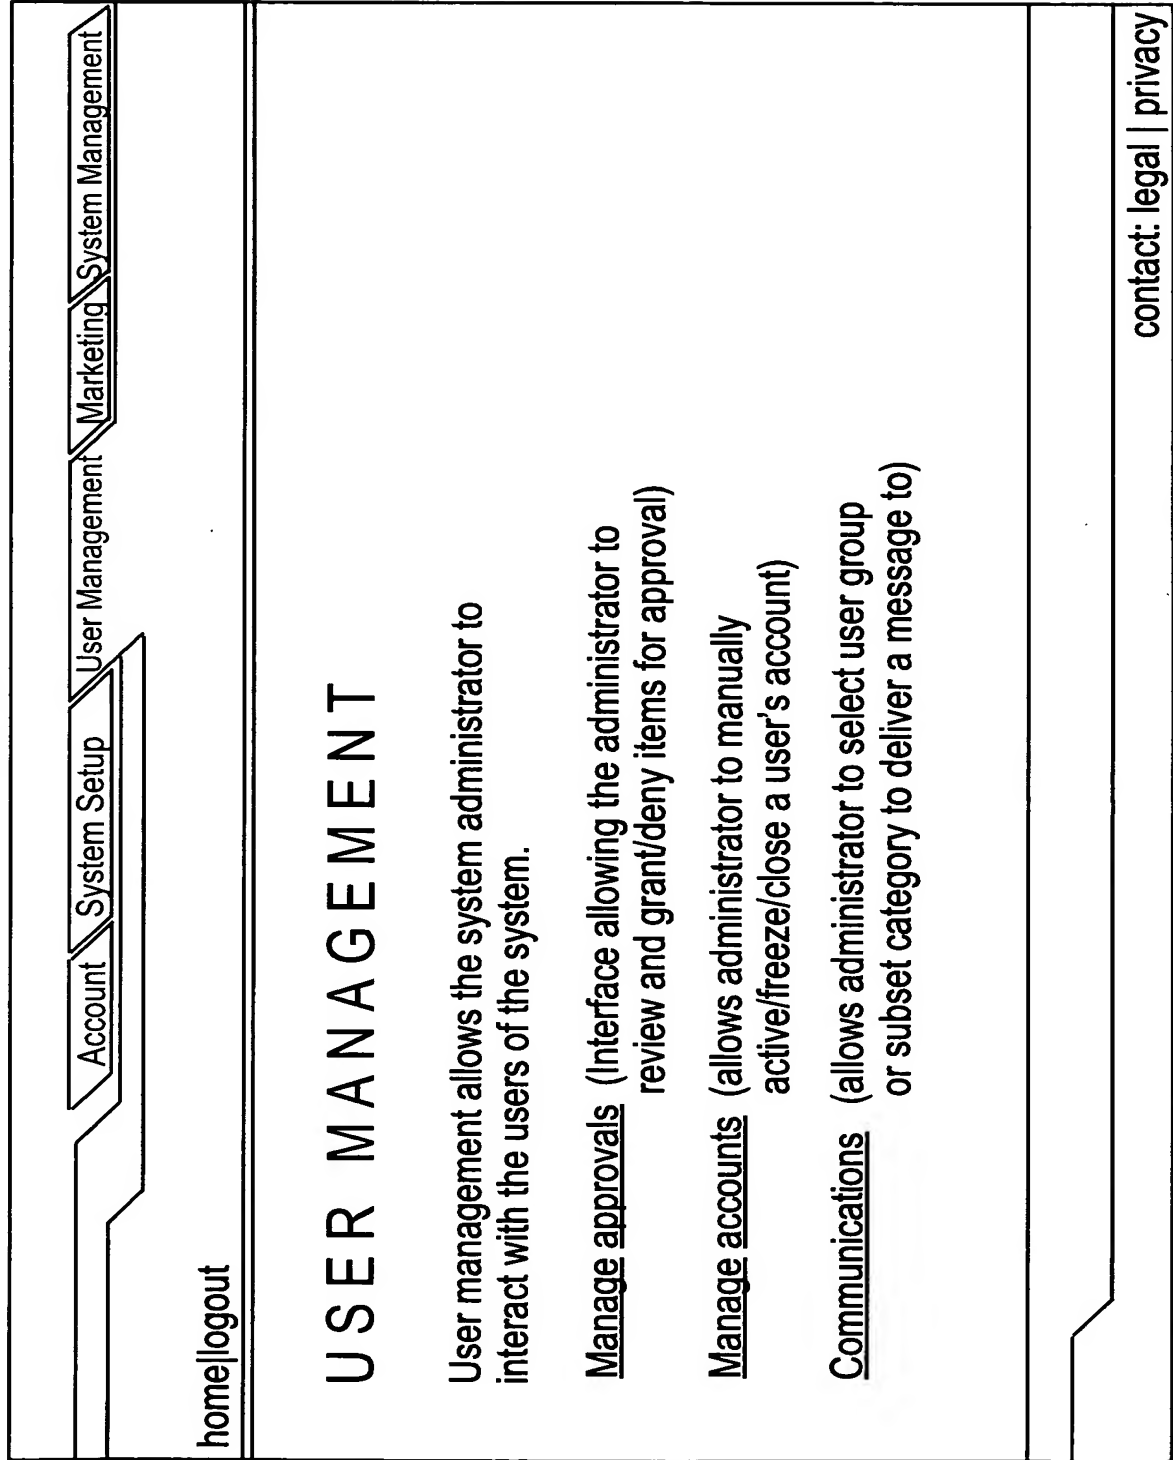 Account System Setup User Management Marketing System Management
home|logout
USER MANAGEMENT
User management allows the system administrator to
interact with the users of the system.
Manage approvals (Interface allowing the administrator to
review and grant/deny items for approval)
Manage accounts (allows administrator to manually
active/freeze/close a user's account)
Communications (allows administrator to select user group
or subset category to deliver a message to)
contact: legal | privacy